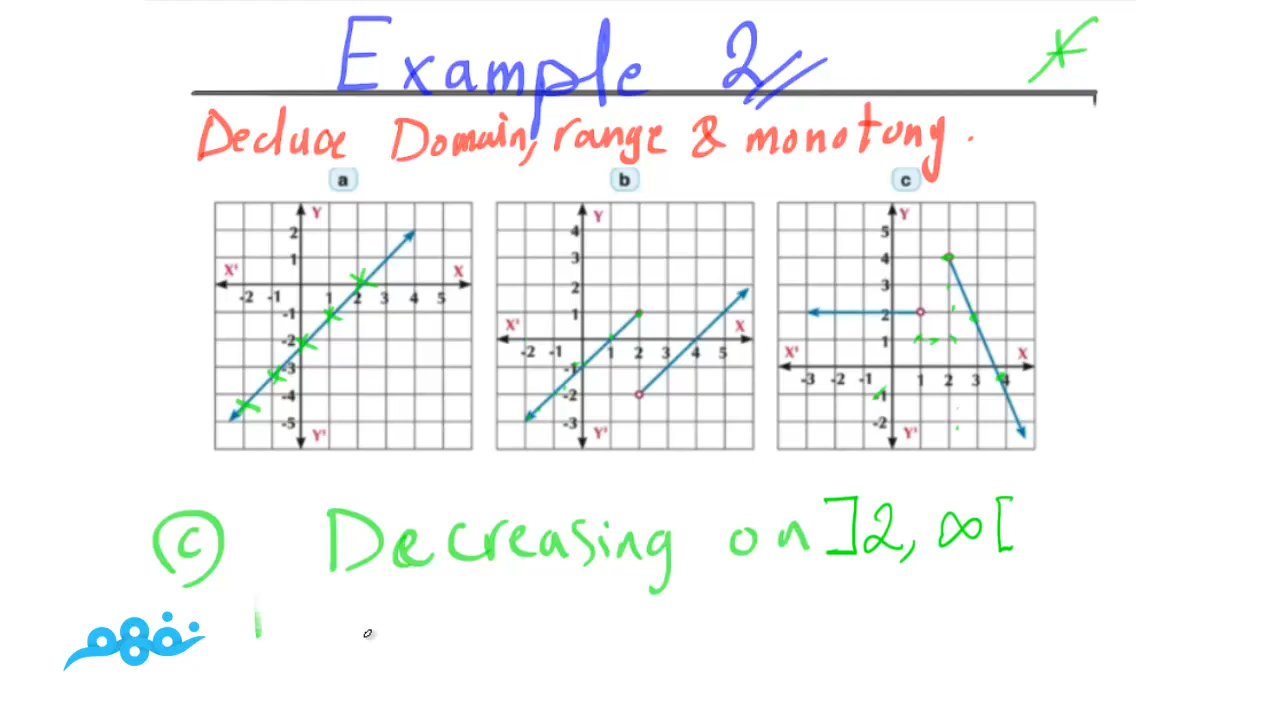 Example 2
Deduce Domain, range & monotony.
a b c
Y 2 1 X' X -2 -1 1 2 3 4 5 -1 -2 -3 -4 -5 Y'
Y 4 3 2 1 X' X -2 -1 1 2 3 4 5 -1 -2 -3 Y'
Y 5 4 3 2 1 X' X -3 -2 -1 1 2 3 4 -1 -2 Y'
c Decreasing on ]2, ∞[
نفهم